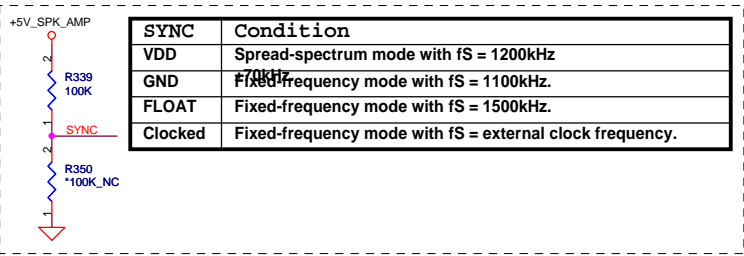 +5V_SPK_AMP
2
R339
100K
1
SYNC
2
R350
*100K_NC
1
SYNC Condition
VDD Spread-spectrum mode with fS = 1200kHz
±70kHz
GND Fixed-frequency mode with fS = 1100kHz.
FLOAT Fixed-frequency mode with fS = 1500kHz.
Clocked Fixed-frequency mode with fS = external clock frequency.